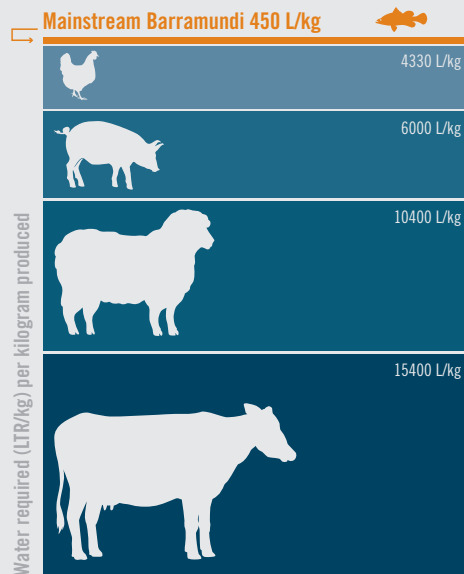 Mainstream Barramundi 450 L/kg
4330 L/kg
6000 L/kg
10400 L/kg
15400 L/kg
Water required (LTR/kg) per kilogram produced